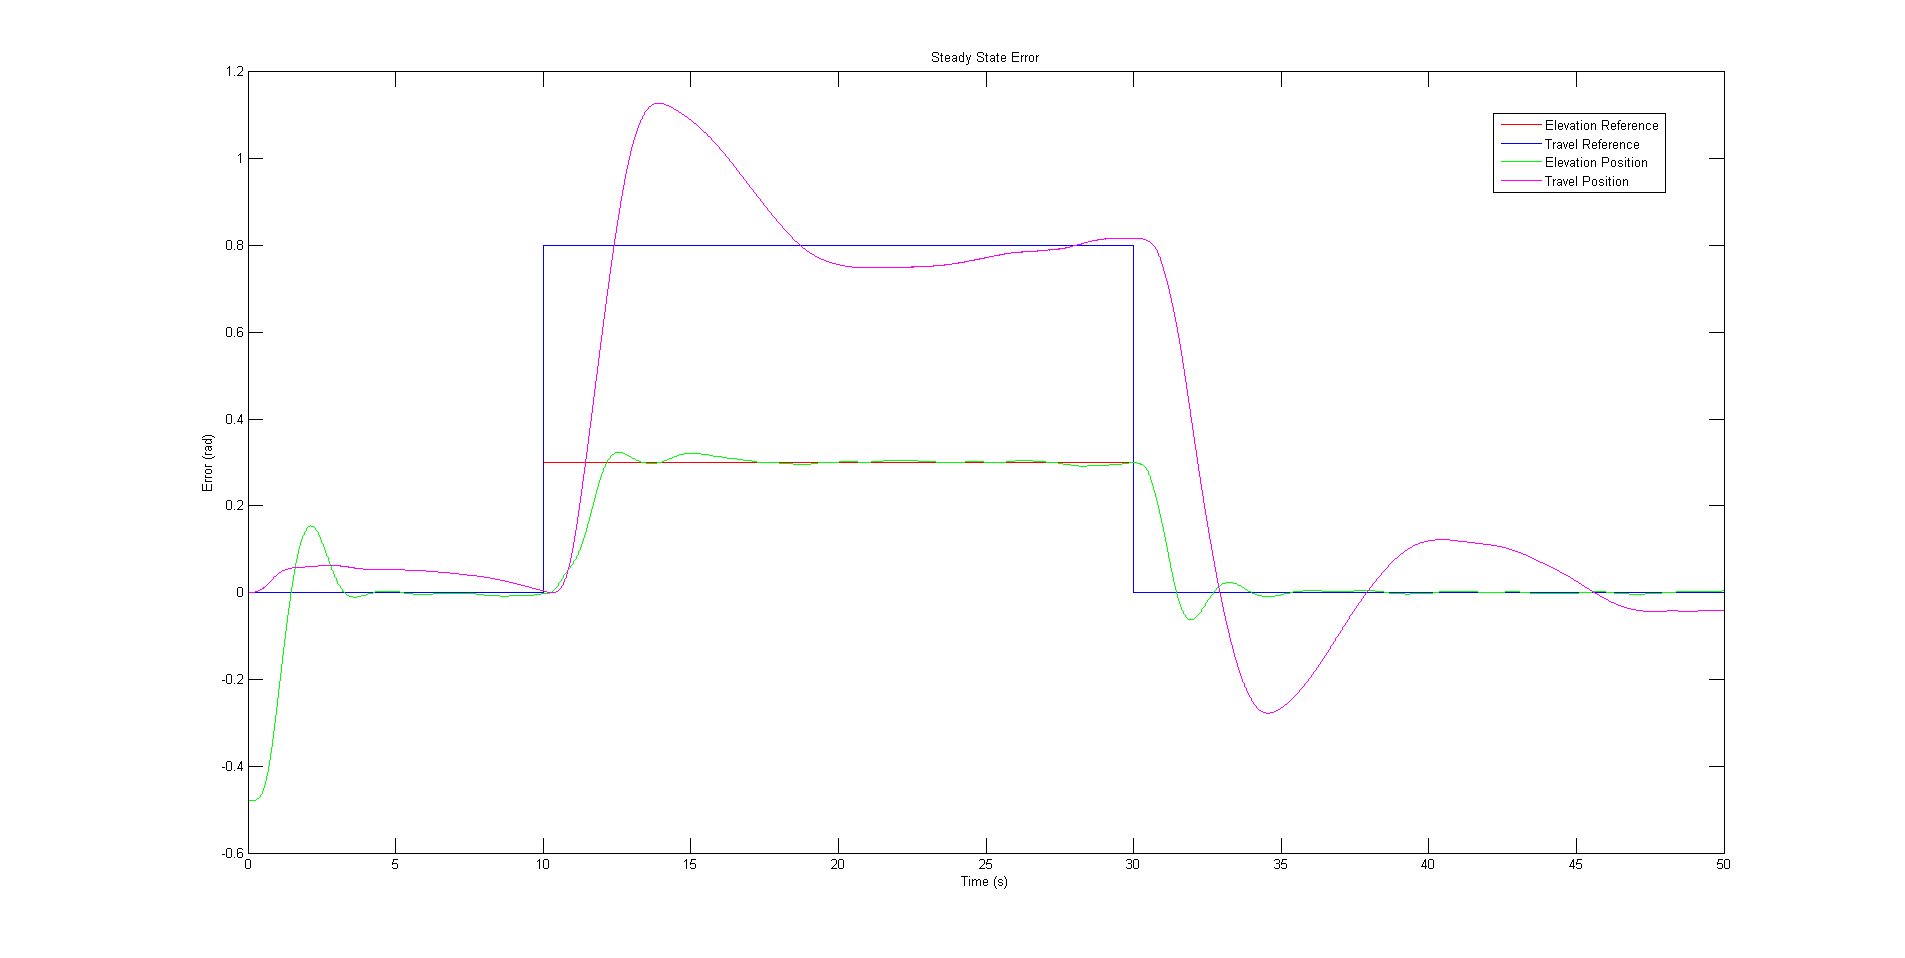 Steady State Error
1.2
1
0.8
0.6
0.4
0.2
0
-0.2
-0.4
-0.6
Error (rad)
Elevation Reference
Travel Reference
Elevation Position
Travel Position
0 5 10 15 20 25 30 35 40 45 50
Time (s)